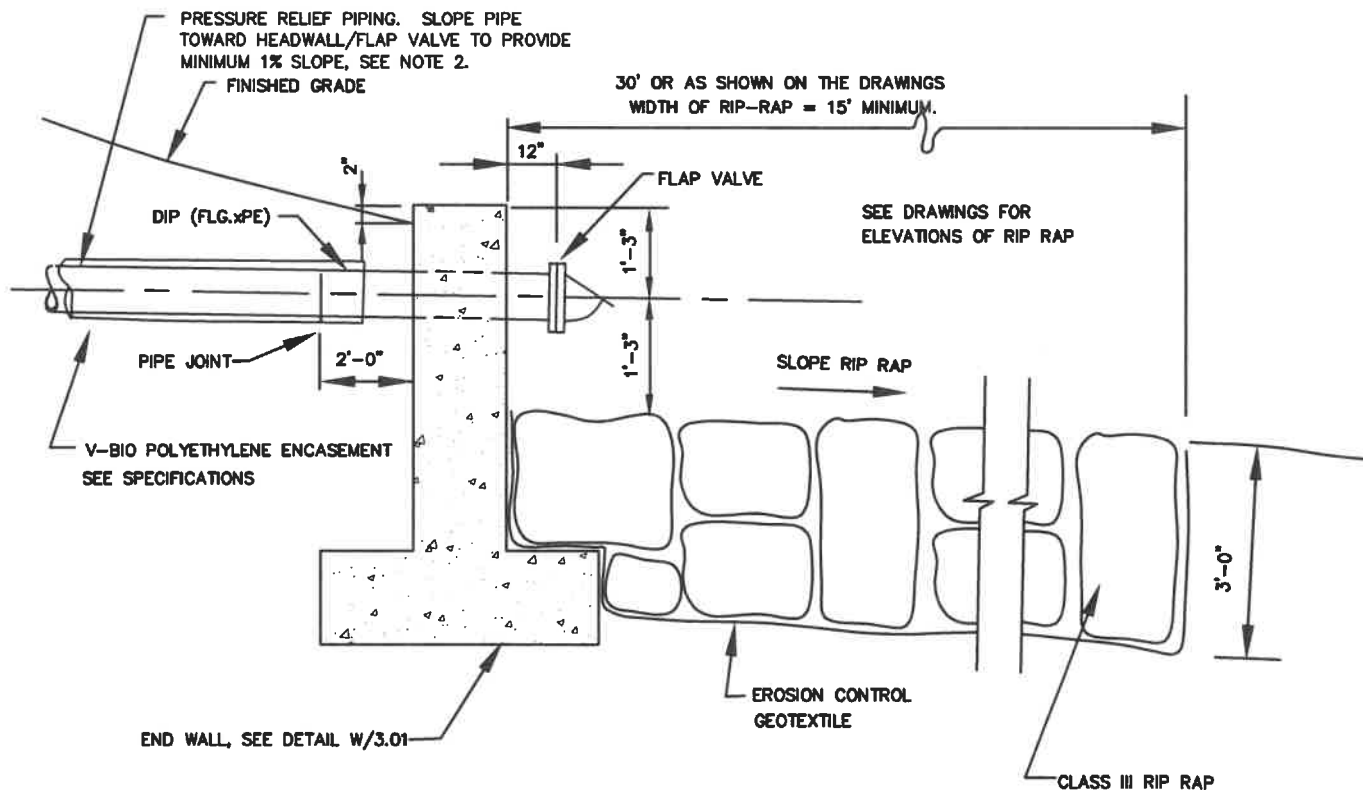 PRESSURE RELIEF PIPING. SLOPE PIPE
TOWARD HEADWALL/FLAP VALVE TO PROVIDE
MINIMUM 1% SLOPE, SEE NOTE 2.
FINISHED GRADE
30' OR AS SHOWN ON THE DRAWINGS
WIDTH OF RIP-RAP = 15' MINIMUM.
12"
2"
FLAP VALVE
DIP (FLG.xPE)
SEE DRAWINGS FOR
ELEVATIONS OF RIP RAP
1'-3"
PIPE JOINT
2'-0"
1'-3"
SLOPE RIP RAP
V-BIO POLYETHYLENE ENCASEMENT
SEE SPECIFICATIONS
3'-0"
EROSION CONTROL
GEOTEXTILE
END WALL, SEE DETAIL W/3.01
CLASS III RIP RAP